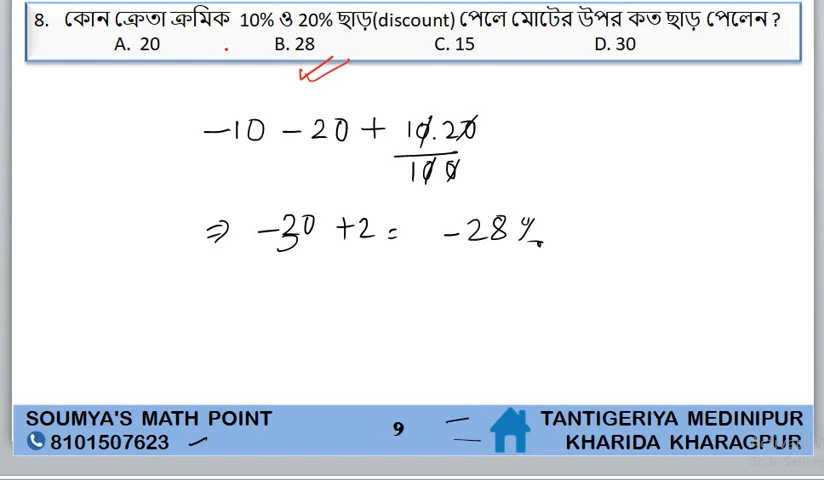 8. কোন ক্রেতা ক্রমিক 10% ও 20% ছাড়(discount) পেলে মোটের উপর কত ছাড় পেলেন ?
A. 20 B. 28 C. 15 D. 30
-10 - 20 + 10.20
100
⇒ -30 + 2 = -28%
SOUMYA'S MATH POINT
8101507623
9
TANTIGERIYA MEDINIPUR
KHARIDA KHARAGPUR